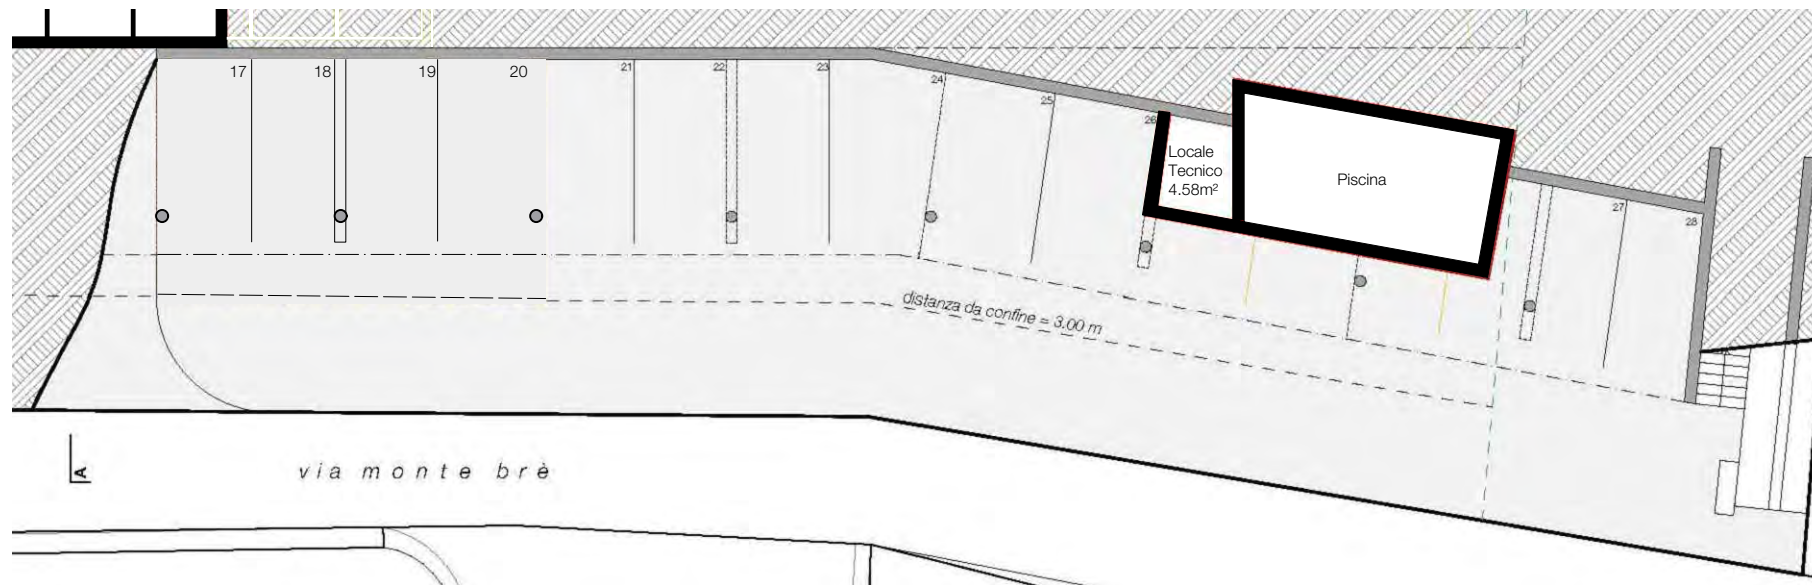 17
18
19
20
21
22
23
24
25
26
Locale
Tecnico
4.58m²
Piscina
27
28
distanza da confine = 3.00 m
A
via monte brè